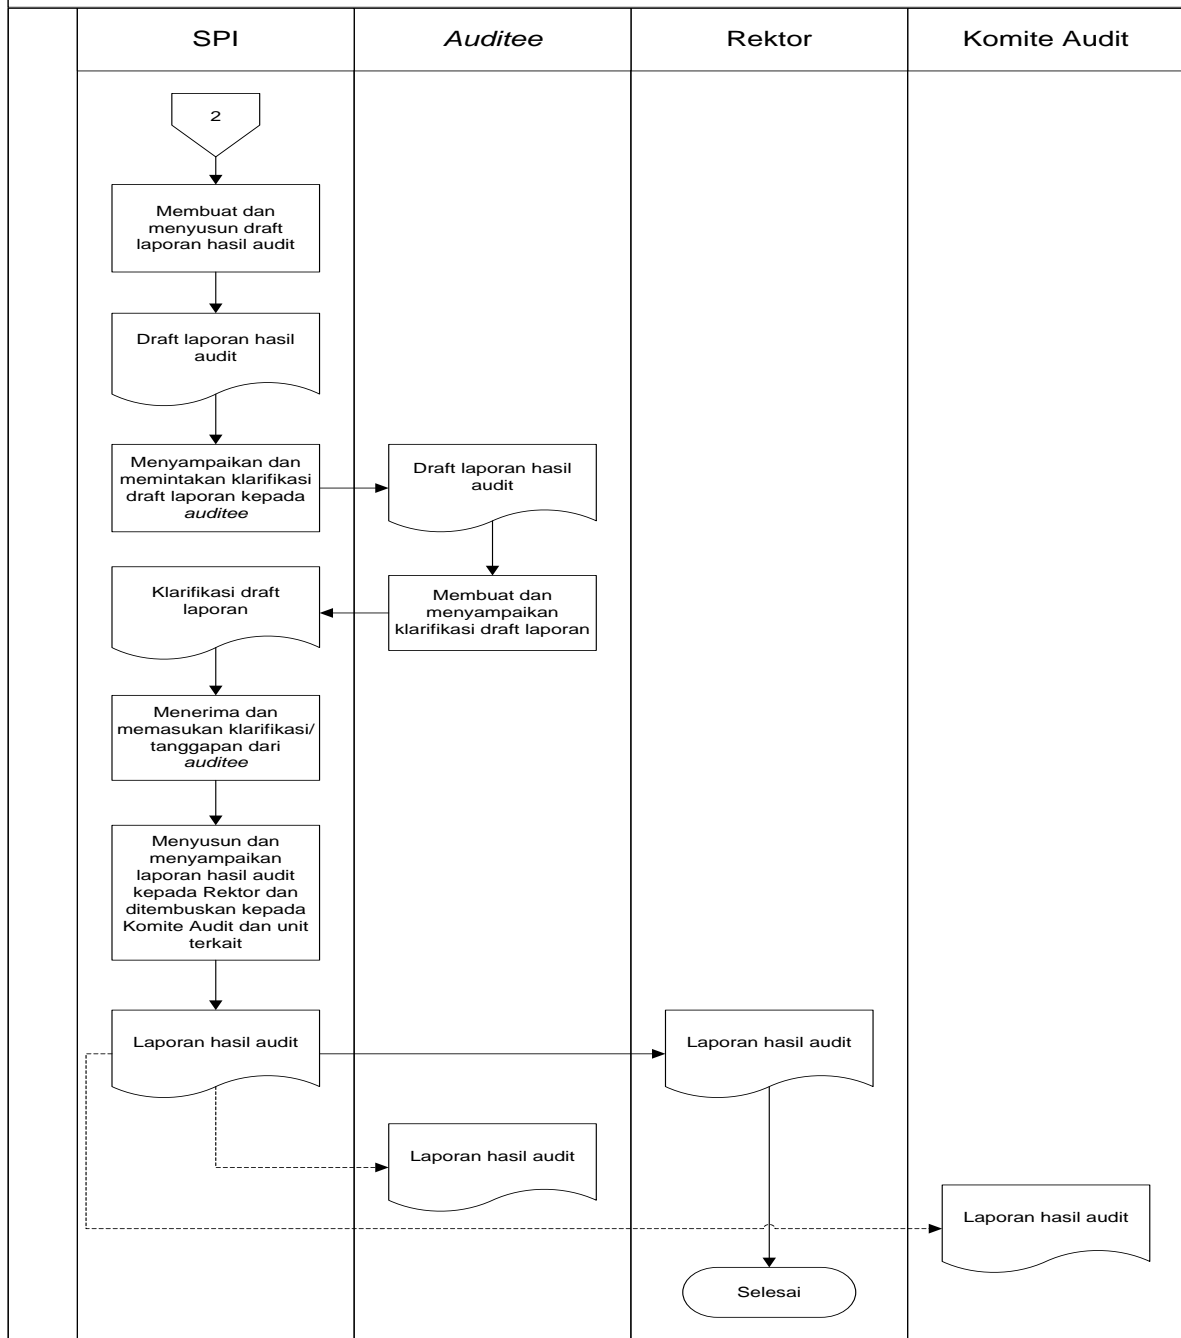 SPI
Auditee
Rektor
Komite Audit
2
Membuat dan
menyusun draft
laporan hasil audit
Draft laporan hasil
audit
Menyampaikan dan
memintakan klarifikasi
draft laporan kepada
auditee
Draft laporan hasil
audit
Klarifikasi draft
laporan
Membuat dan
menyampaikan
klarifikasi draft laporan
Menerima dan
memasukan klarifikasi/
tanggapan dari
auditee
Menyusun dan
menyampaikan
laporan hasil audit
kepada Rektor dan
ditembuskan kepada
Komite Audit dan unit
terkait
Laporan hasil audit
Laporan hasil audit
Laporan hasil audit
Laporan hasil audit
Selesai